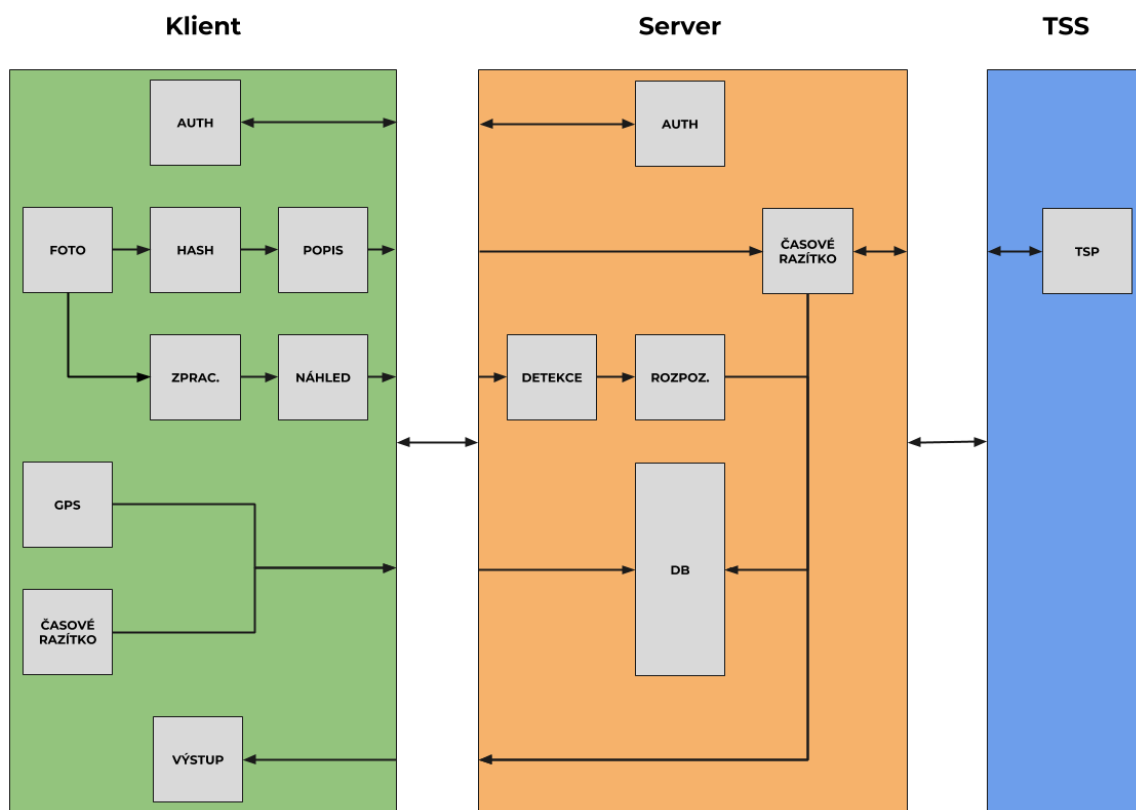 Klient
Server
TSS
AUTH
AUTH
FOTO
HASH
POPIS
ČASOVÉ
RAZÍTKO
TSP
ZPRAC.
NÁHLED
DETEKCE
ROZPOZ.
GPS
DB
ČASOVÉ
RAZÍTKO
VÝSTUP